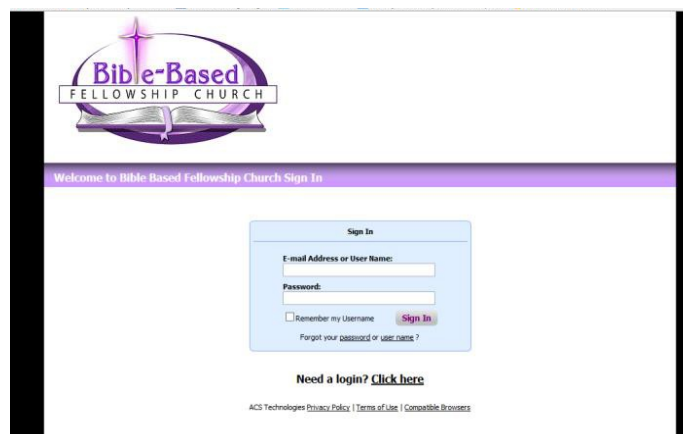 Bible-Based
FELLOWSHIP CHURCH
Welcome to Bible Based Fellowship Church Sign In
Sign In
E-mail Address or User Name:
Password:
Remember my Username
Sign In
Forgot your password or user name ?
Need a login? Click here
ACS Technologies Privacy Policy | Terms of Use | Compatible Browsers